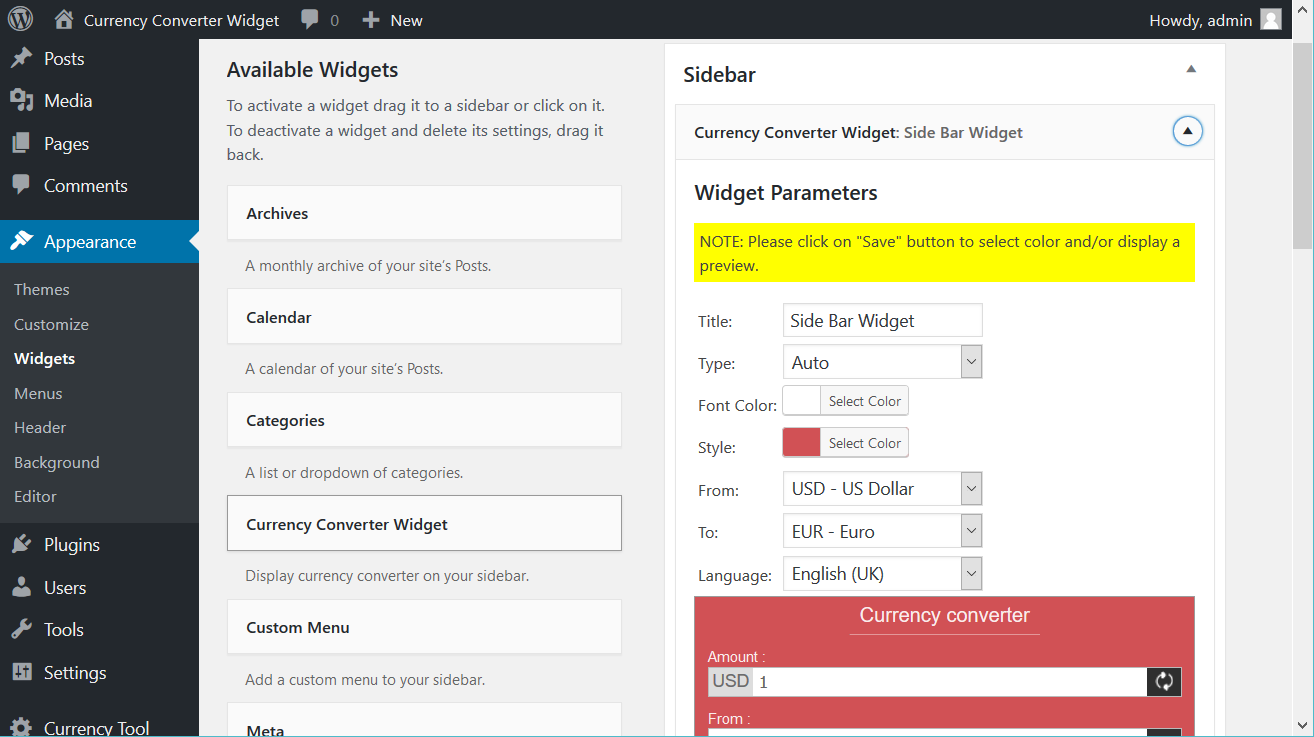 Currency Converter Widget
0
New
Howdy, admin
Posts
Media
Pages
Comments
Appearance
Themes
Customize
Widgets
Menus
Header
Background
Editor
Plugins
Users
Tools
Settings
Currency Tool
Available Widgets
To activate a widget drag it to a sidebar or click on it.
To deactivate a widget and delete its settings, drag it
back.
Archives
A monthly archive of your site’s Posts.
Calendar
A calendar of your site’s Posts.
Categories
A list or dropdown of categories.
Currency Converter Widget
Display currency converter on your sidebar.
Custom Menu
Add a custom menu to your sidebar.
Meta
Sidebar
Currency Converter Widget: Side Bar Widget
Widget Parameters
NOTE: Please click on "Save" button to select color and/or display a
preview.
Title: Side Bar Widget
Type: Auto
Font Color: Select Color
Style: Select Color
From: USD - US Dollar
To: EUR - Euro
Language: English (UK)
Currency converter
Amount :
USD 1
From :